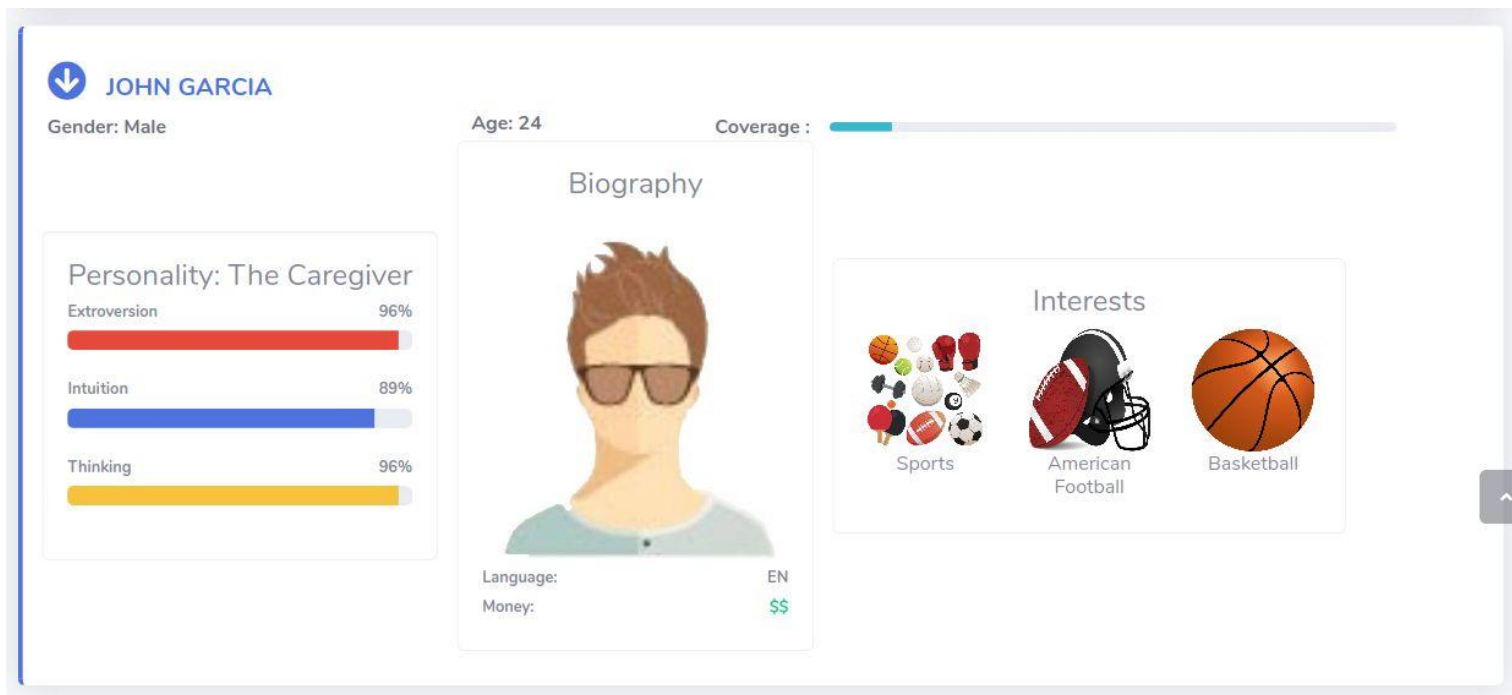 JOHN GARCIA
Gender: Male
Age: 24
Coverage :
Personality: The Caregiver
Extroversion 96%
Intuition 89%
Thinking 96%
Biography
Language: EN
Money: $$
Interests
Sports
American
Football
Basketball